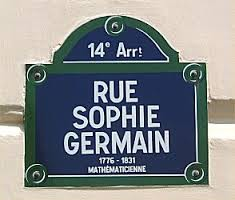 14e Arrt
RUE
SOPHIE
GERMAIN
1776 - 1831
MATHÉMATICIENNE